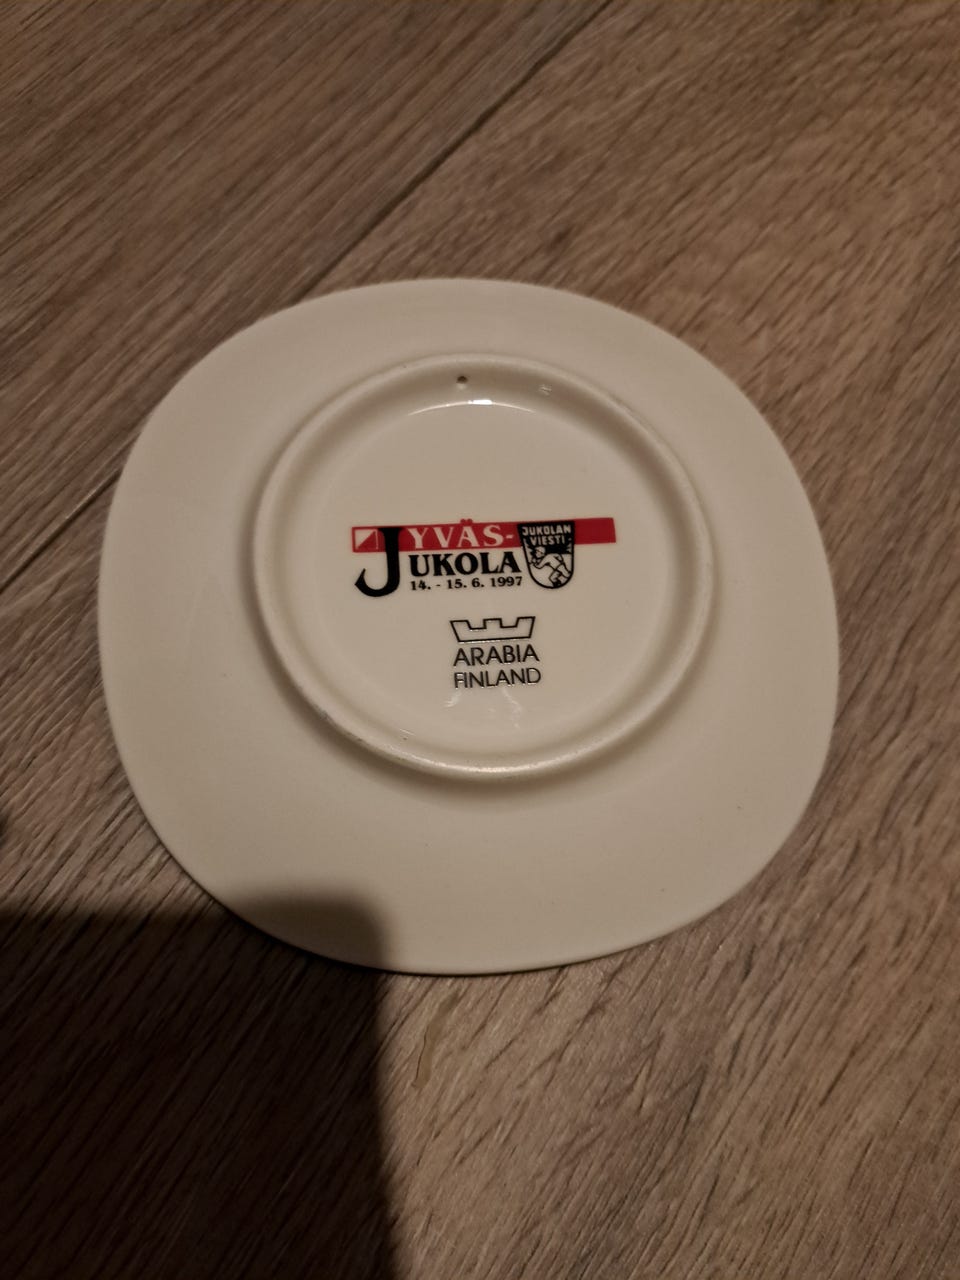 JYVÄS-
JUKOLA
14. - 15. 6. 1997
JUKOLAN
VIESTI
ARABIA
FINLAND